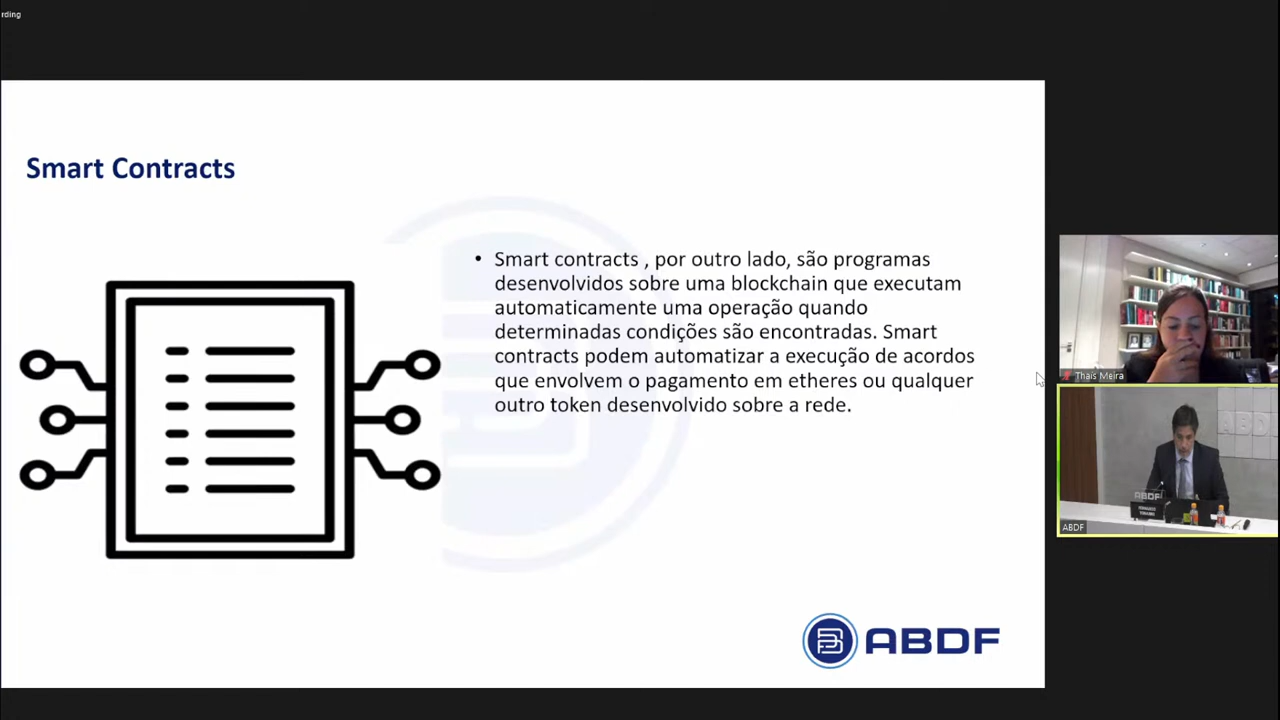 rding
Smart Contracts
• Smart contracts , por outro lado, são programas
desenvolvidos sobre uma blockchain que executam
automaticamente uma operação quando
determinadas condições são encontradas. Smart
contracts podem automatizar a execução de acordos
que envolvem o pagamento em etheres ou qualquer
outro token desenvolvido sobre a rede.
ABDF
Thais Meira
ABD
ABDF
ABDF